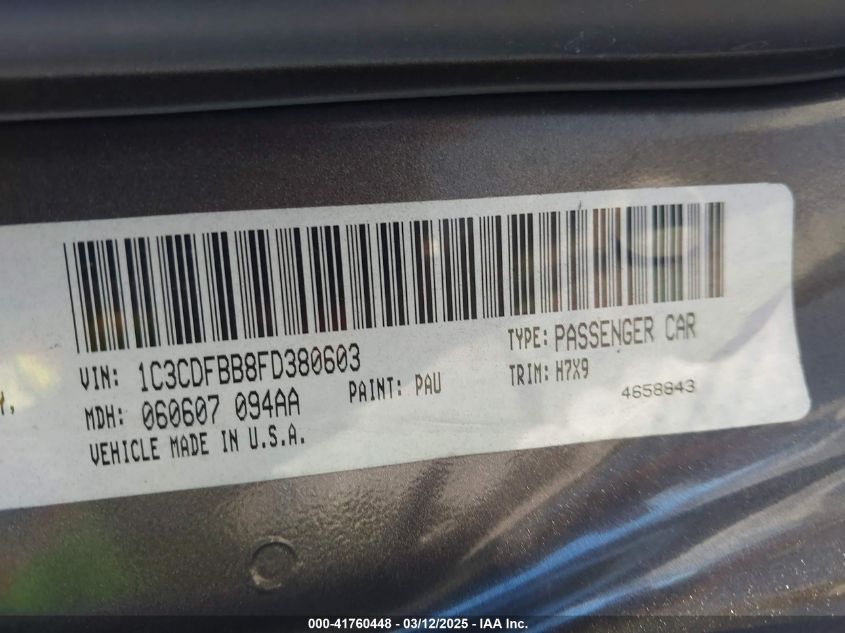 VIN: 1C3CDFBB8FD380603 TYPE: PASSENGER CAR
Y, MDH: 060607 094AA PAINT: PAU TRIM: H7X9 4658843
VEHICLE MADE IN U.S.A.
000-41760448 - 03/12/2025 - IAA Inc.